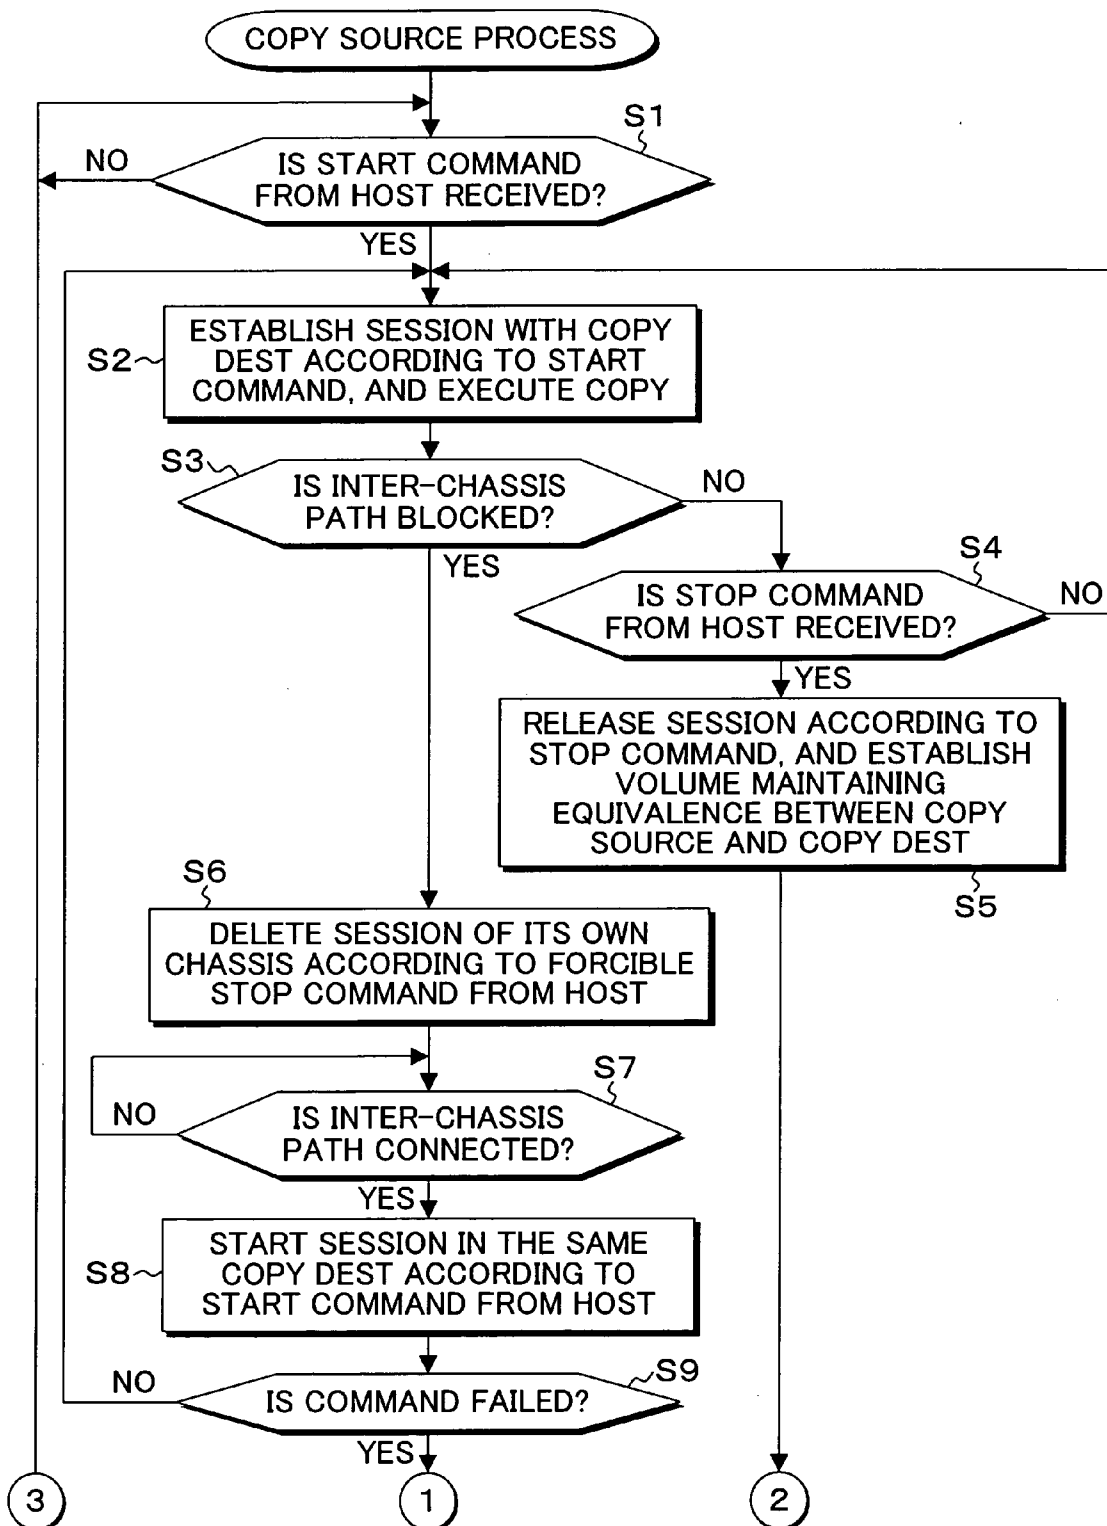 COPY SOURCE PROCESS
S1
NO
IS START COMMAND
FROM HOST RECEIVED?
YES
S2
ESTABLISH SESSION WITH COPY
DEST ACCORDING TO START
COMMAND, AND EXECUTE COPY
S3
IS INTER-CHASSIS
PATH BLOCKED?
NO
YES
S4
IS STOP COMMAND
FROM HOST RECEIVED?
NO
YES
RELEASE SESSION ACCORDING TO
STOP COMMAND, AND ESTABLISH
VOLUME MAINTAINING
EQUIVALENCE BETWEEN COPY
SOURCE AND COPY DEST
S5
S6
DELETE SESSION OF ITS OWN
CHASSIS ACCORDING TO FORCIBLE
STOP COMMAND FROM HOST
S7
NO
IS INTER-CHASSIS
PATH CONNECTED?
YES
S8
START SESSION IN THE SAME
COPY DEST ACCORDING TO
START COMMAND FROM HOST
S9
NO
IS COMMAND FAILED?
YES
3
1
2